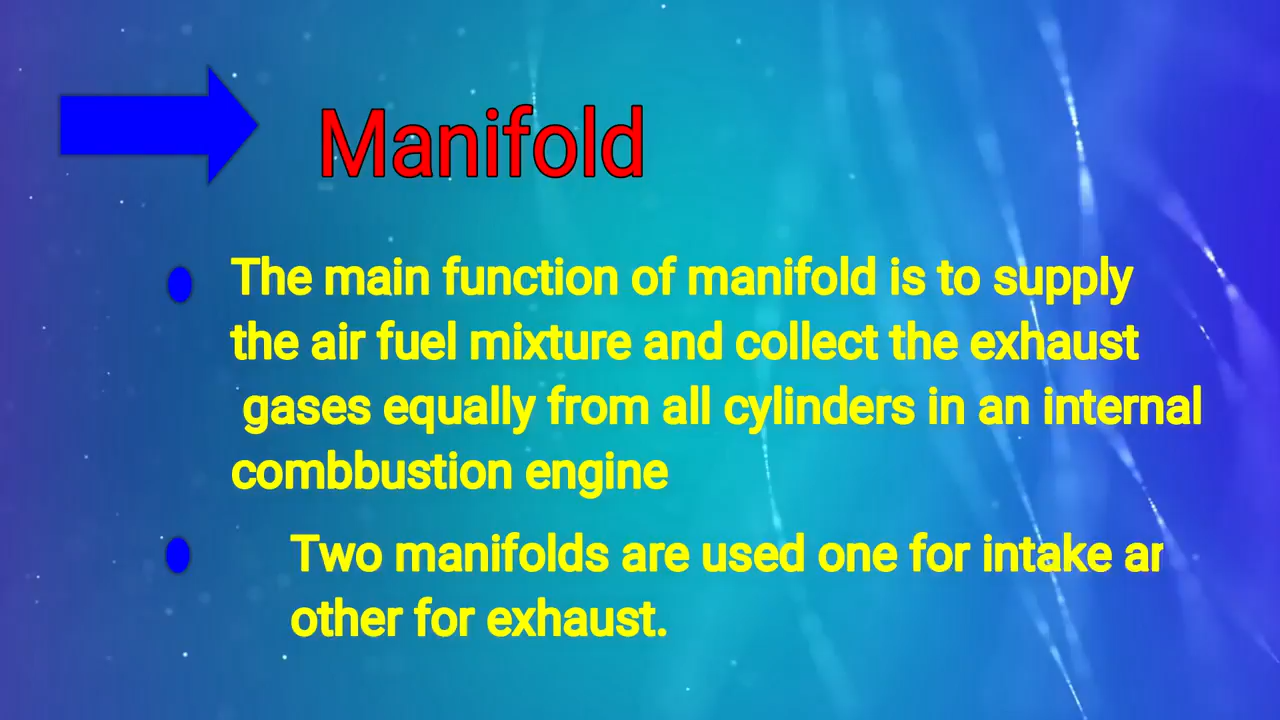 Manifold
The main function of manifold is to supply
the air fuel mixture and collect the exhaust
gases equally from all cylinders in an internal
combbustion engine
Two manifolds are used one for intake ar
other for exhaust.